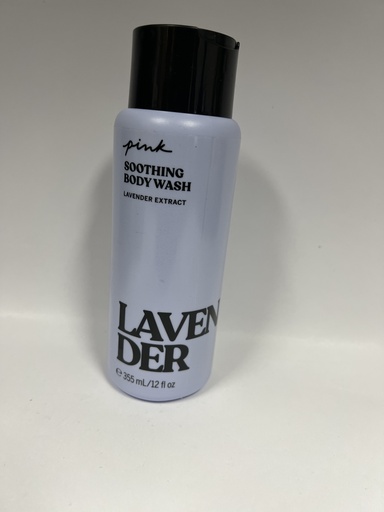 pink
SOOTHING
BODY WASH
LAVENDER EXTRACT
LAVEN
DER
℮ 355 mL/12 fl oz